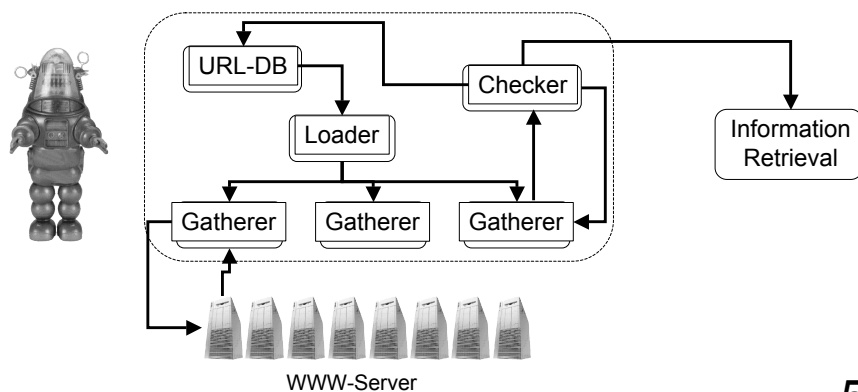 URL-DB
Checker
Loader
Information
Retrieval
Gatherer
Gatherer
Gatherer
WWW-Server